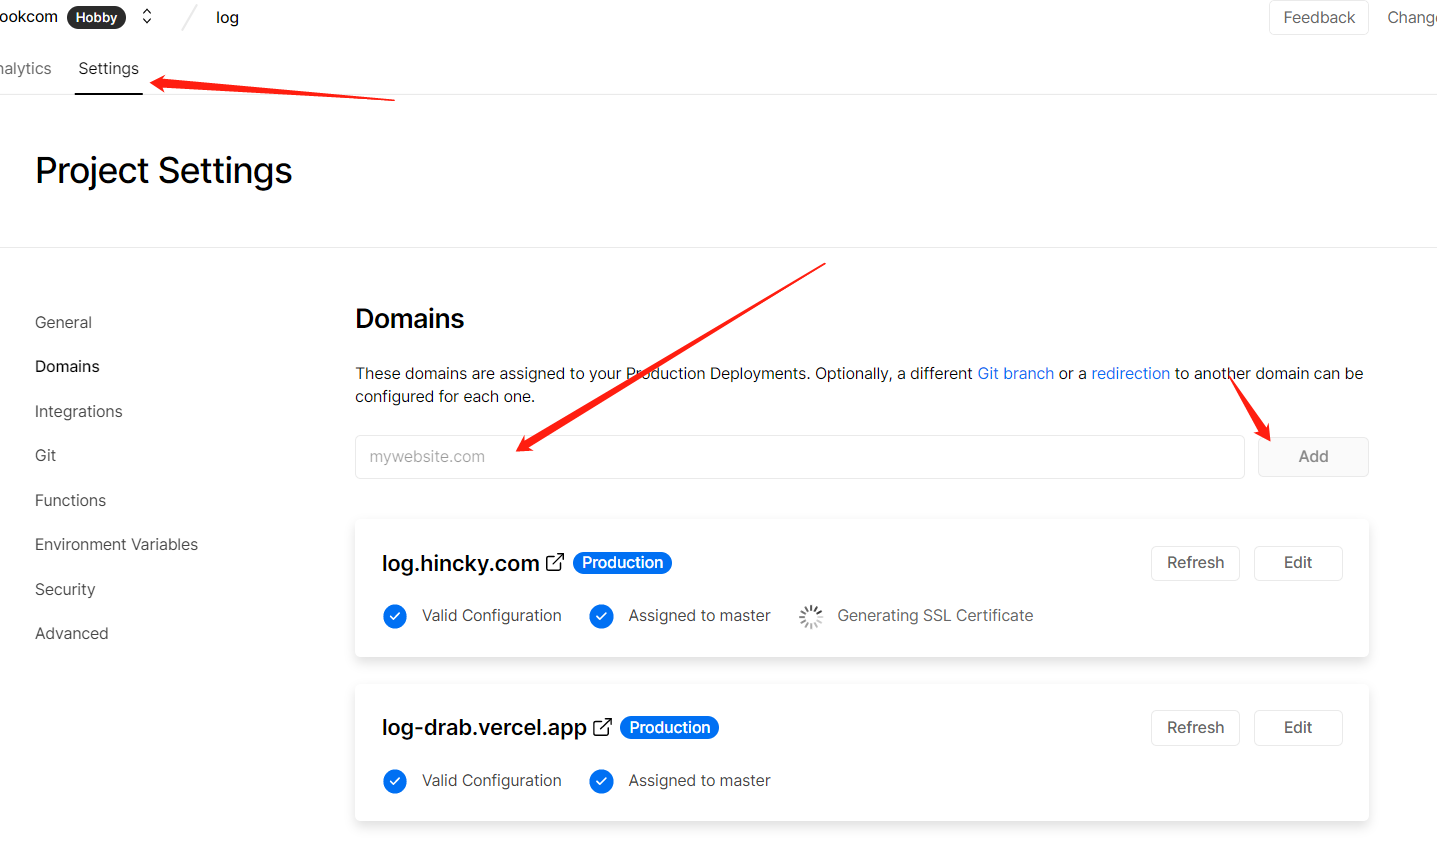 ookcom Hobby log Feedback Chang
nalytics Settings
Project Settings
General
Domains
Integrations
Git
Functions
Environment Variables
Security
Advanced
Domains
These domains are assigned to your Production Deployments. Optionally, a different Git branch or a redirection to another domain can be
configured for each one.
mywebsite.com Add
log.hincky.com Production Refresh Edit
Valid Configuration Assigned to master Generating SSL Certificate
log-drab.vercel.app Production Refresh Edit
Valid Configuration Assigned to master